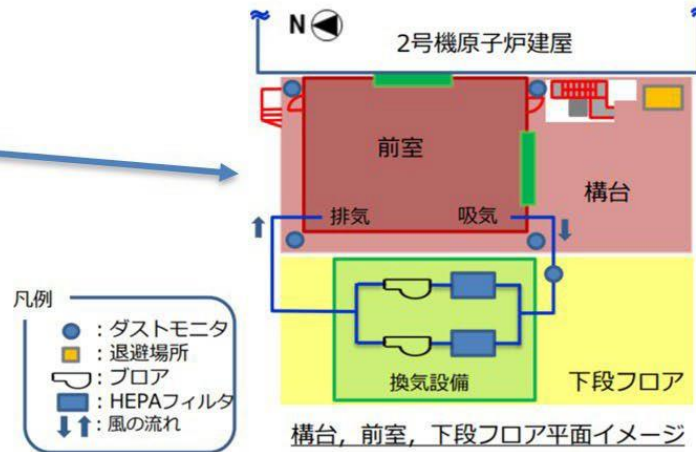 N
2号機原子炉建屋
前室
構台
排気
吸気
凡例
：ダストモニタ
：退避場所
：ブロア
：HEPAフィルタ
：風の流れ
換気設備
下段フロア
構台，前室，下段フロア平面イメージ